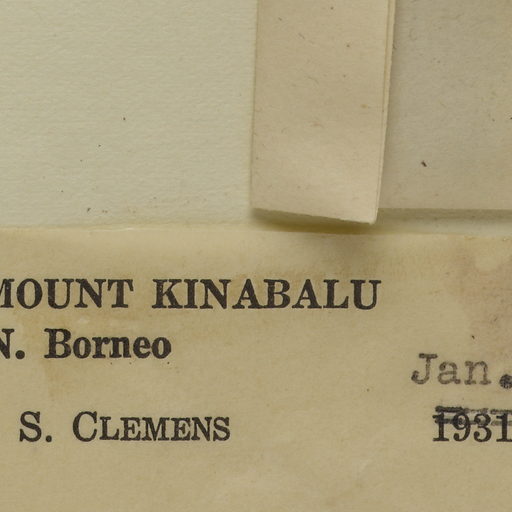 MOUNT KINABALU
N. Borneo
Jan.
S. CLEMENS 1931